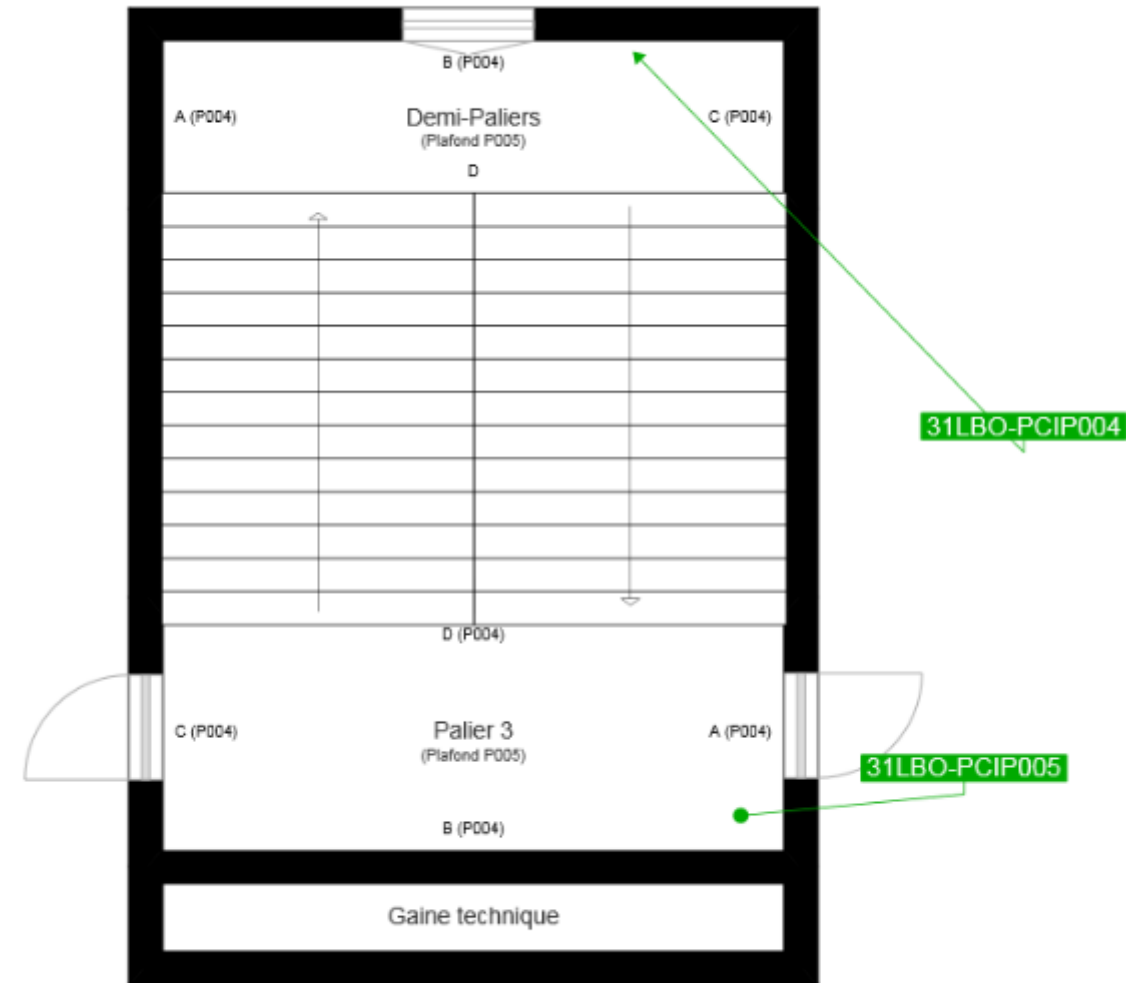 B (P004)
A (P004)
Demi-Paliers
C (P004)
(Plafond P005)
D
31LBO-PCIP004
D (P004)
C (P004)
Palier 3
A (P004)
(Plafond P005)
31LBO-PCIP005
B (P004)
Gaine technique